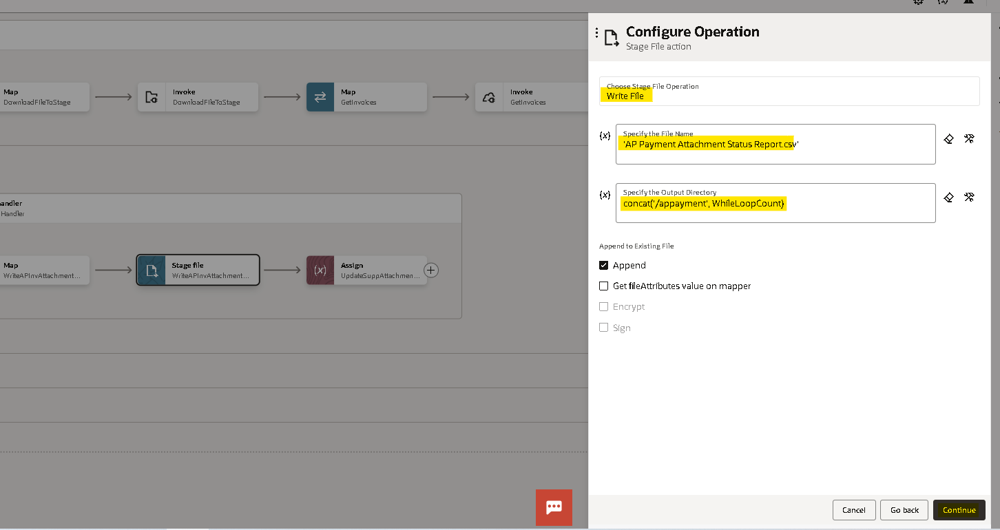 Configure Operation
Stage File action
Map
DownloadFileToStage
Invoke
DownloadFileToStage
Map
GetInvoices
Invoke
GetInvoices
Choose Stage File Operation
Write File
(x)
Specify the File Name
'AP Payment Attachment Status Report.csv'
(x)
Specify the Output Directory
concat('/appayment', WhileLoopCount)
andler
Handler
Append to Existing File
Append
Get fileAttributes value on mapper
Encrypt
Sign
Map
WriteAPInvAttachment...
Stage file
WriteAPInvAttachment...
(x)
Assign
UpdateSuppAttachmen...
Cancel
Go back
Continue